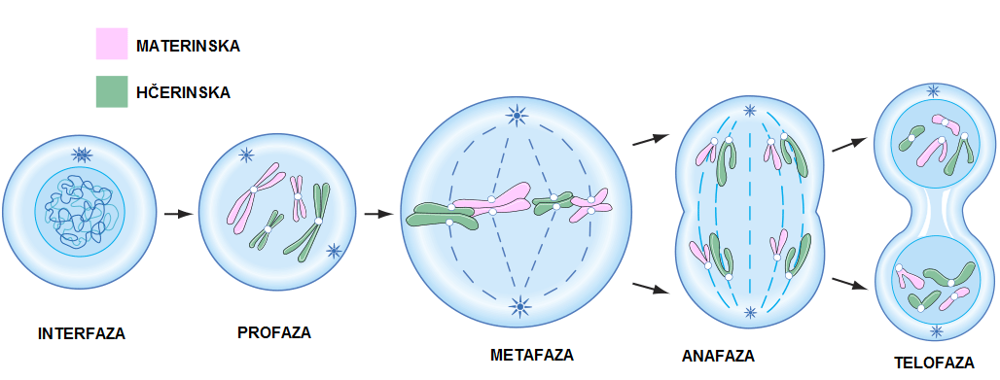 MATERINSKA
HČERINSKA
INTERFAZA
PROFAZA
METAFAZA
ANAFAZA
TELOFAZA